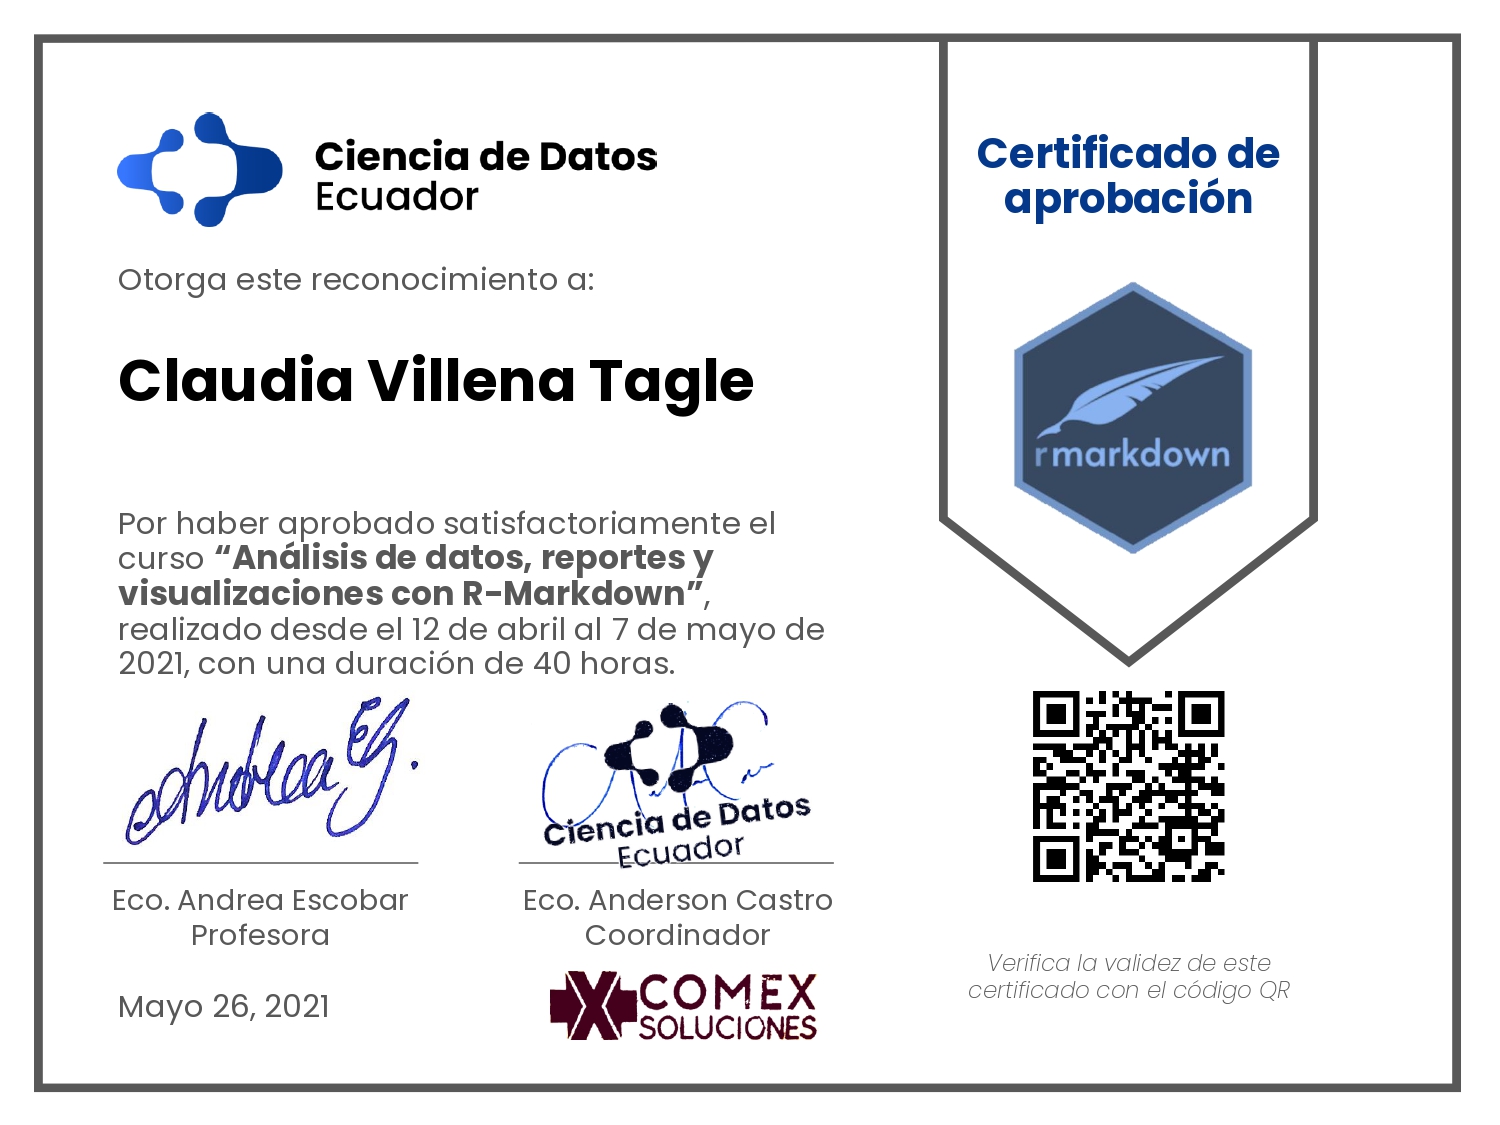 Ciencia de Datos
Ecuador
Otorga este reconocimiento a:
Claudia Villena Tagle
Por haber aprobado satisfactoriamente el
curso “Análisis de datos, reportes y
visualizaciones con R-Markdown”,
realizado desde el 12 de abril al 7 de mayo de
2021, con una duración de 40 horas.
Andrea Eg.
Eco. Andrea Escobar
Profesora
Ciencia de Datos
Ecuador
Eco. Anderson Castro
Coordinador
Mayo 26, 2021
COMEX
SOLUCIONES
Certificado de
aprobación
rmarkdown
Verifica la validez de este
certificado con el código QR